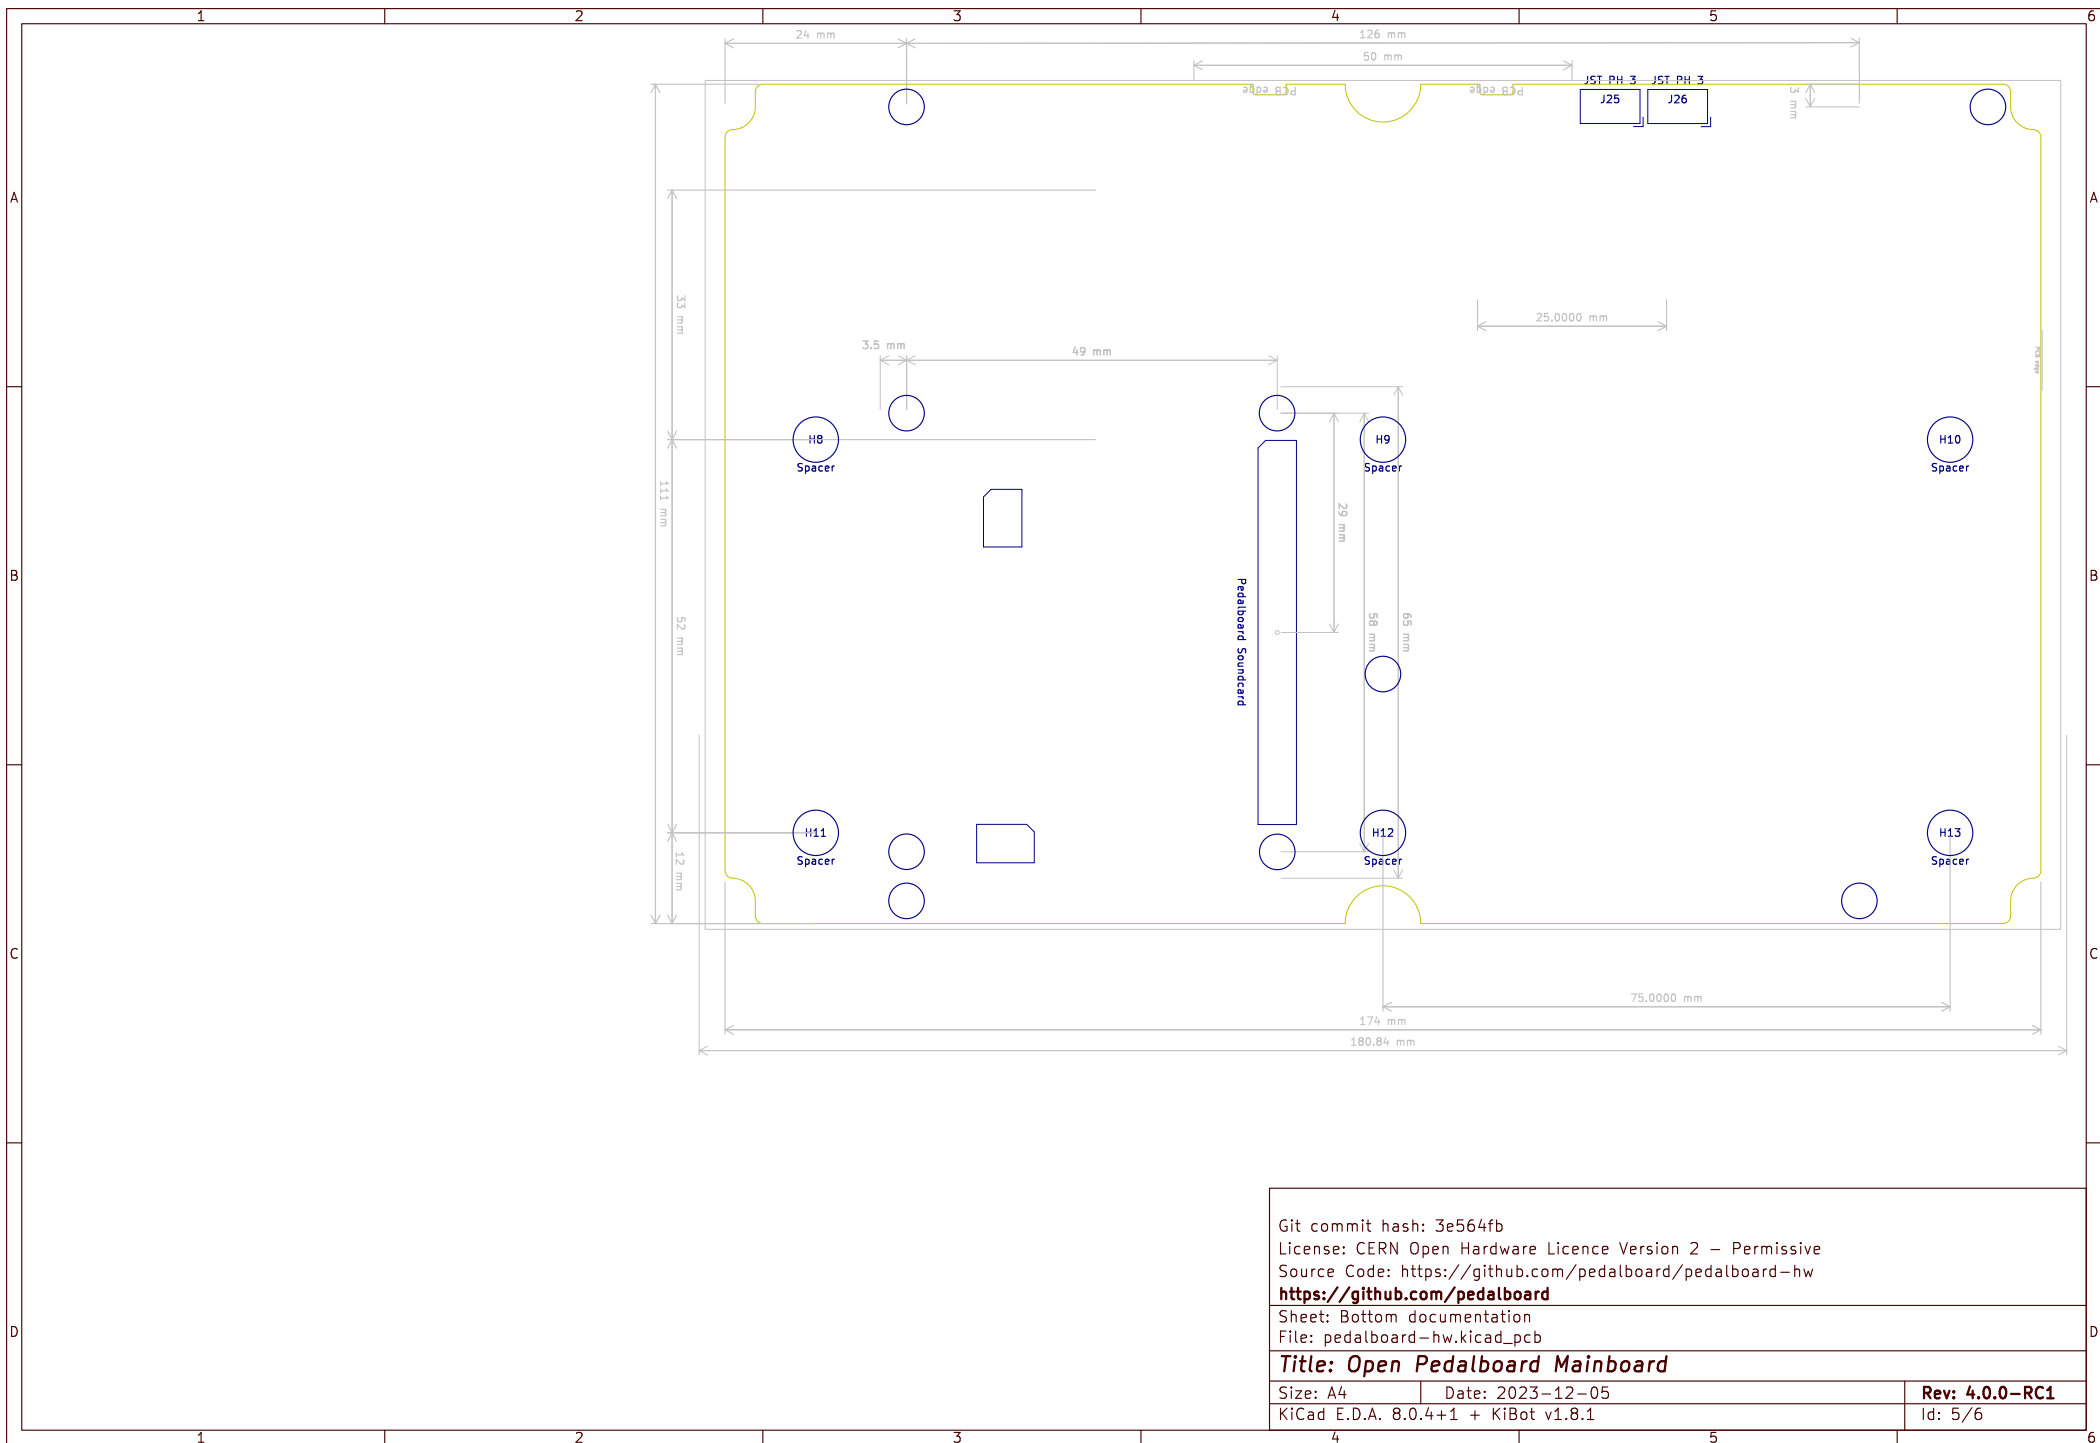 1 2 3 4 5 6
24 mm
126 mm
50 mm
JST PH 3 JST PH 3
PCB edge PCB edge
J25 J26
3 mm
A A
33 mm
25.0000 mm
3.5 mm
49 mm
PCB edge
H8 H9 H10
Spacer Spacer Spacer
111 mm
29 mm
B B
Pedalboard Soundcard
52 mm
58 mm
65 mm
H11 H12 H13
Spacer Spacer Spacer
12 mm
C C
75.0000 mm
174 mm
180.84 mm
Git commit hash: 3e564fb
License: CERN Open Hardware Licence Version 2 - Permissive
Source Code: https://github.com/pedalboard/pedalboard-hw
https://github.com/pedalboard
Sheet: Bottom documentation
File: pedalboard-hw.kicad_pcb
D D
Title: Open Pedalboard Mainboard
Size: A4 Date: 2023-12-05 Rev: 4.0.0-RC1
KiCad E.D.A. 8.0.4+1 + KiBot v1.8.1 Id: 5/6
1 2 3 4 5 6